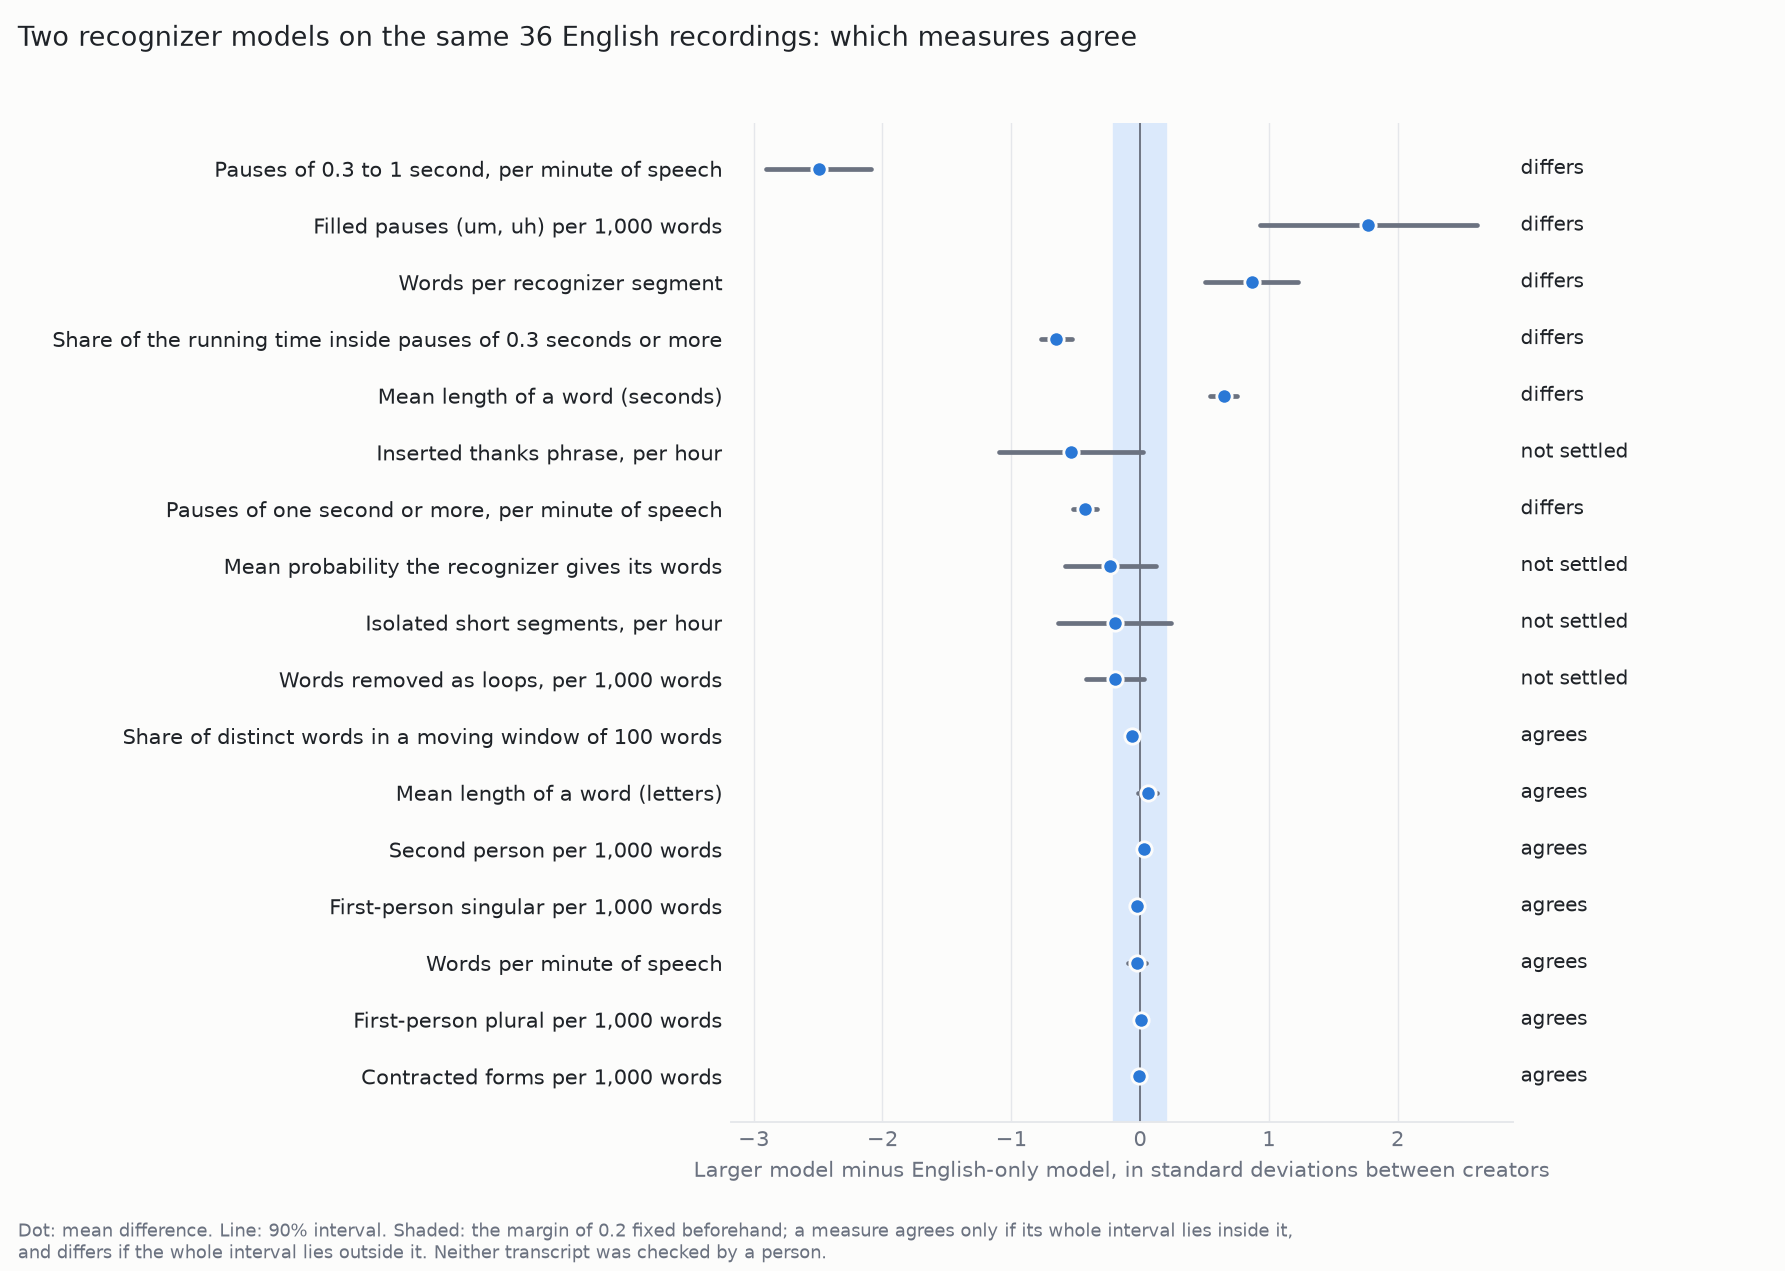 Two recognizer models on the same 36 English recordings: which measures agree
Pauses of 0.3 to 1 second, per minute of speech differs
Filled pauses (um, uh) per 1,000 words differs
Words per recognizer segment differs
Share of the running time inside pauses of 0.3 seconds or more differs
Mean length of a word (seconds) differs
Inserted thanks phrase, per hour not settled
Pauses of one second or more, per minute of speech differs
Mean probability the recognizer gives its words not settled
Isolated short segments, per hour not settled
Words removed as loops, per 1,000 words not settled
Share of distinct words in a moving window of 100 words agrees
Mean length of a word (letters) agrees
Second person per 1,000 words agrees
First-person singular per 1,000 words agrees
Words per minute of speech agrees
First-person plural per 1,000 words agrees
Contracted forms per 1,000 words agrees
−3 −2 −1 0 1 2
Larger model minus English-only model, in standard deviations between creators
Dot: mean difference. Line: 90% interval. Shaded: the margin of 0.2 fixed beforehand; a measure agrees only if its whole interval lies inside it,
and differs if the whole interval lies outside it. Neither transcript was checked by a person.